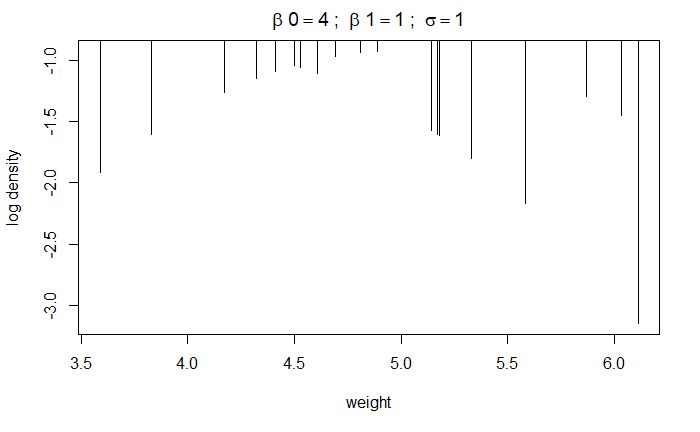 β 0 = 4 ; β 1 = 1 ; σ = 1
log density
-1.0
-1.5
-2.0
-2.5
-3.0
3.5 4.0 4.5 5.0 5.5 6.0
weight